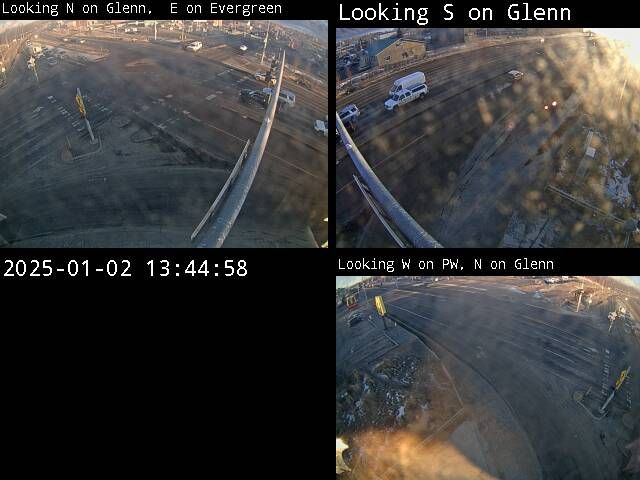 Looking N on Glenn,  E on Evergreen
Looking S on Glenn
2025-01-02 13:44:58
Looking W on PW, N on Glenn